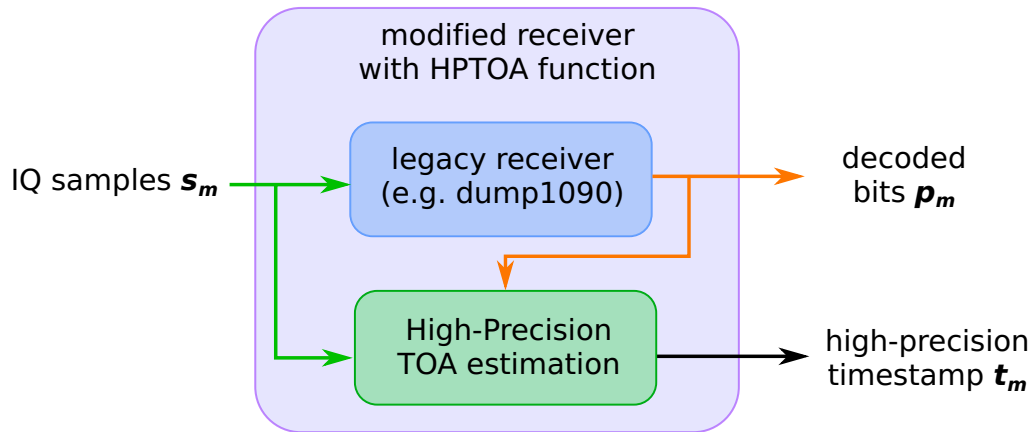 modified receiver
with HPTOA function
IQ samples s_m
legacy receiver
(e.g. dump1090)
decoded
bits p_m
High-Precision
TOA estimation
high-precision
timestamp t_m